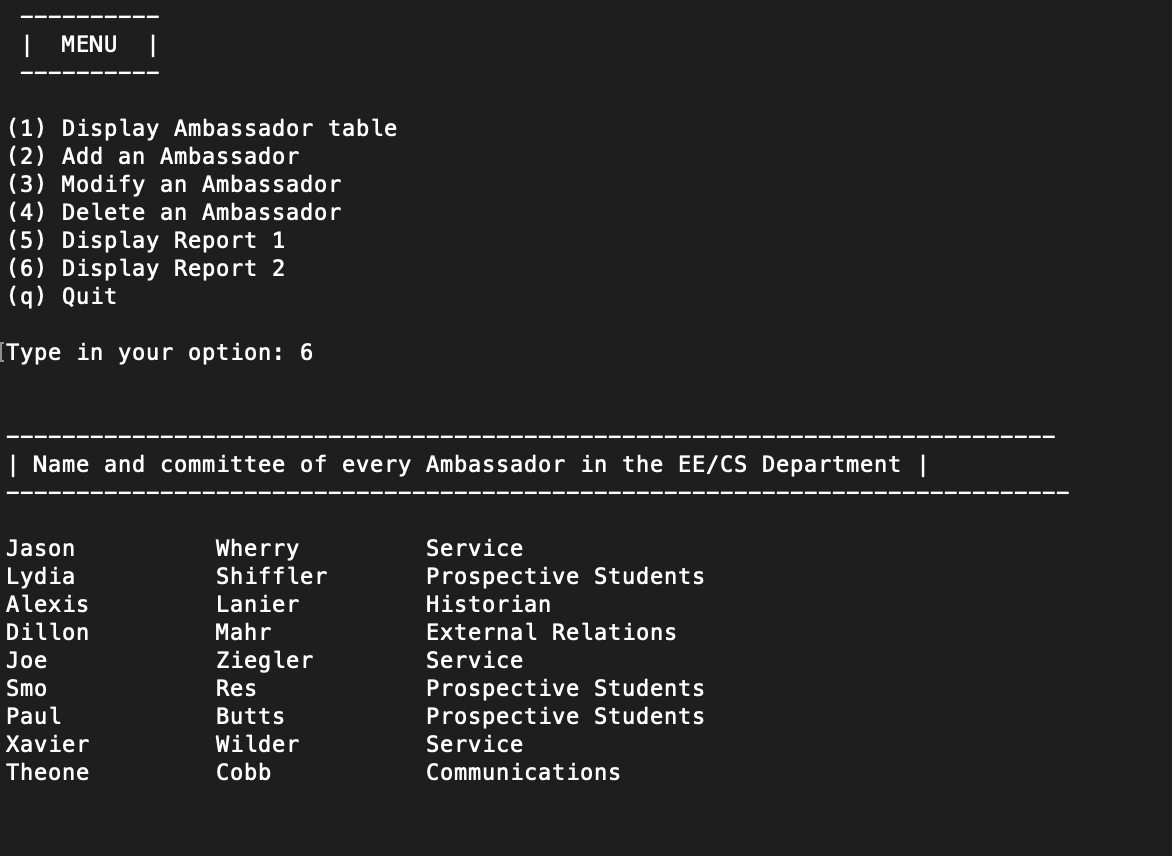 ----------
|  MENU  |
----------
(1) Display Ambassador table
(2) Add an Ambassador
(3) Modify an Ambassador
(4) Delete an Ambassador
(5) Display Report 1
(6) Display Report 2
(q) Quit
Type in your option: 6
---------------------------------------------------------------------------
| Name and committee of every Ambassador in the EE/CS Department |
----------------------------------------------------------------------------
Jason          Wherry         Service
Lydia          Shiffler       Prospective Students
Alexis         Lanier         Historian
Dillon         Mahr           External Relations
Joe            Ziegler        Service
Smo            Res            Prospective Students
Paul           Butts          Prospective Students
Xavier         Wilder         Service
Theone         Cobb           Communications